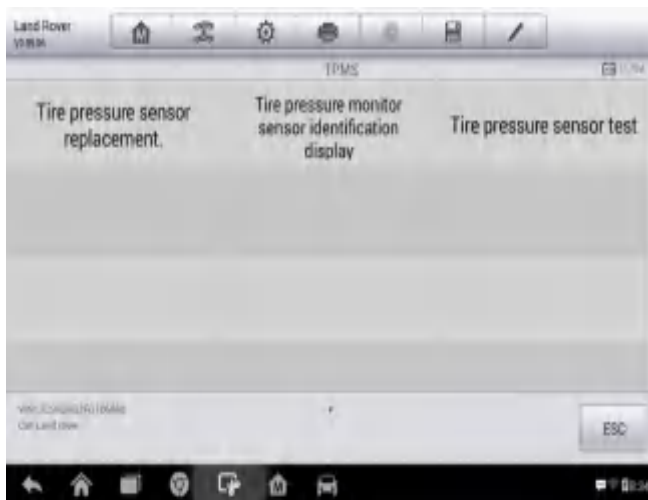 Land Rover
TPMS
Tire pressure sensor
replacement.
Tire pressure monitor
sensor identification
display
Tire pressure sensor test
ESC